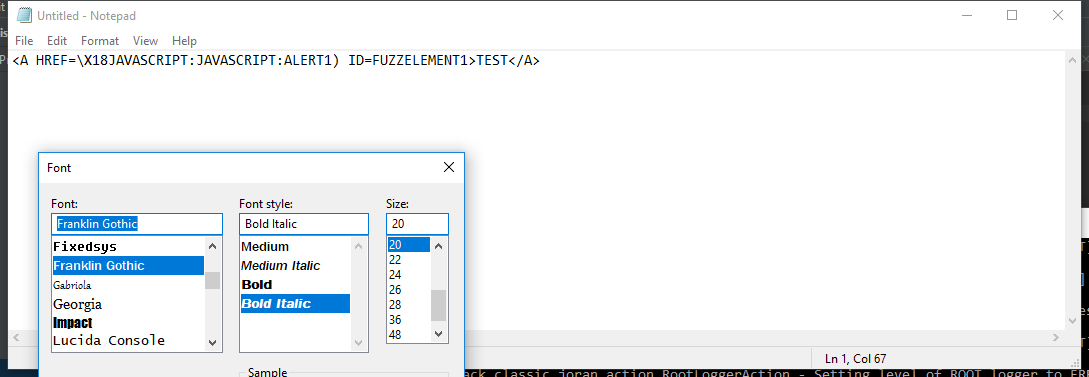 Untitled - Notepad
File Edit Format View Help
<A HREF=\X18JAVASCRIPT:JAVASCRIPT:ALERT1) ID=FUZZELEMENT1>TEST</A>
Font
Font: Font style: Size:
Franklin Gothic Bold Italic 20
Fixedsys Medium 20
Franklin Gothic Medium Italic 22
Gabriola Bold 24
Georgia Bold Italic 26
Impact 28
Lucida Console 36
48
Ln 1, Col 67
Sample
ack.classic.joran.action.RootLoggerAction - Setting level of ROOT logger to